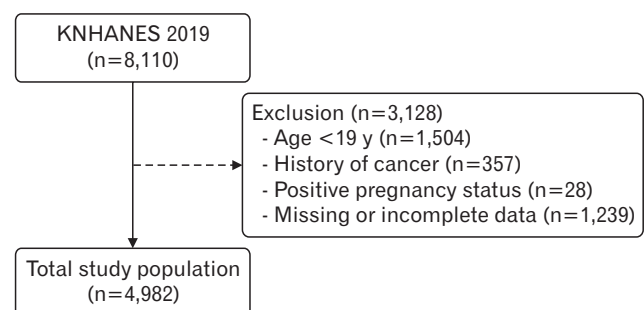 KNHANES 2019
(n=8,110)
Exclusion (n=3,128)
- Age <19 y (n=1,504)
- History of cancer (n=357)
- Positive pregnancy status (n=28)
- Missing or incomplete data (n=1,239)
Total study population
(n=4,982)